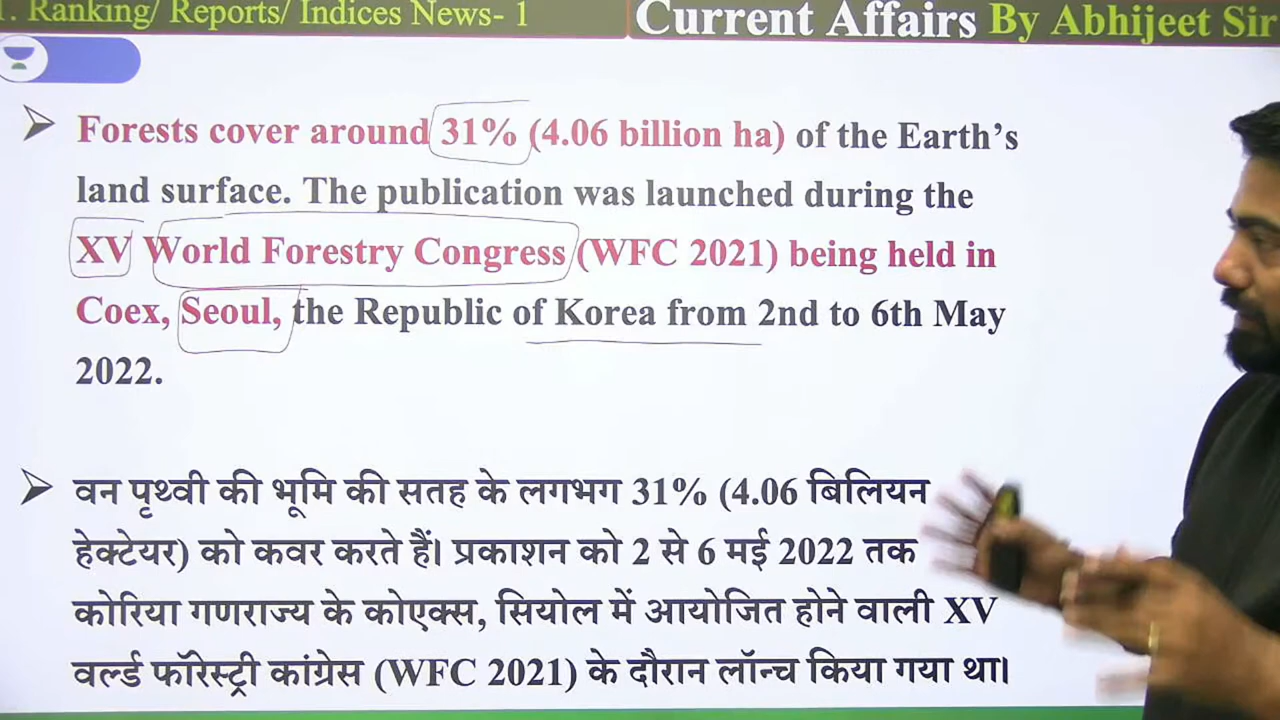 1. Ranking/ Reports/ Indices News- 1
Current Affairs By Abhijeet Sir
Forests cover around 31% (4.06 billion ha) of the Earth’s
land surface. The publication was launched during the
XV World Forestry Congress (WFC 2021) being held in
Coex, Seoul, the Republic of Korea from 2nd to 6th May
2022.
वन पृथ्वी की भूमि की सतह के लगभग 31% (4.06 बिलियन
हेक्टेयर) को कवर करते हैं। प्रकाशन को 2 से 6 मई 2022 तक
कोरिया गणराज्य के कोएक्स, सियोल में आयोजित होने वाली XV
वर्ल्ड फॉरेस्ट्री कांग्रेस (WFC 2021) के दौरान लॉन्च किया गया था।